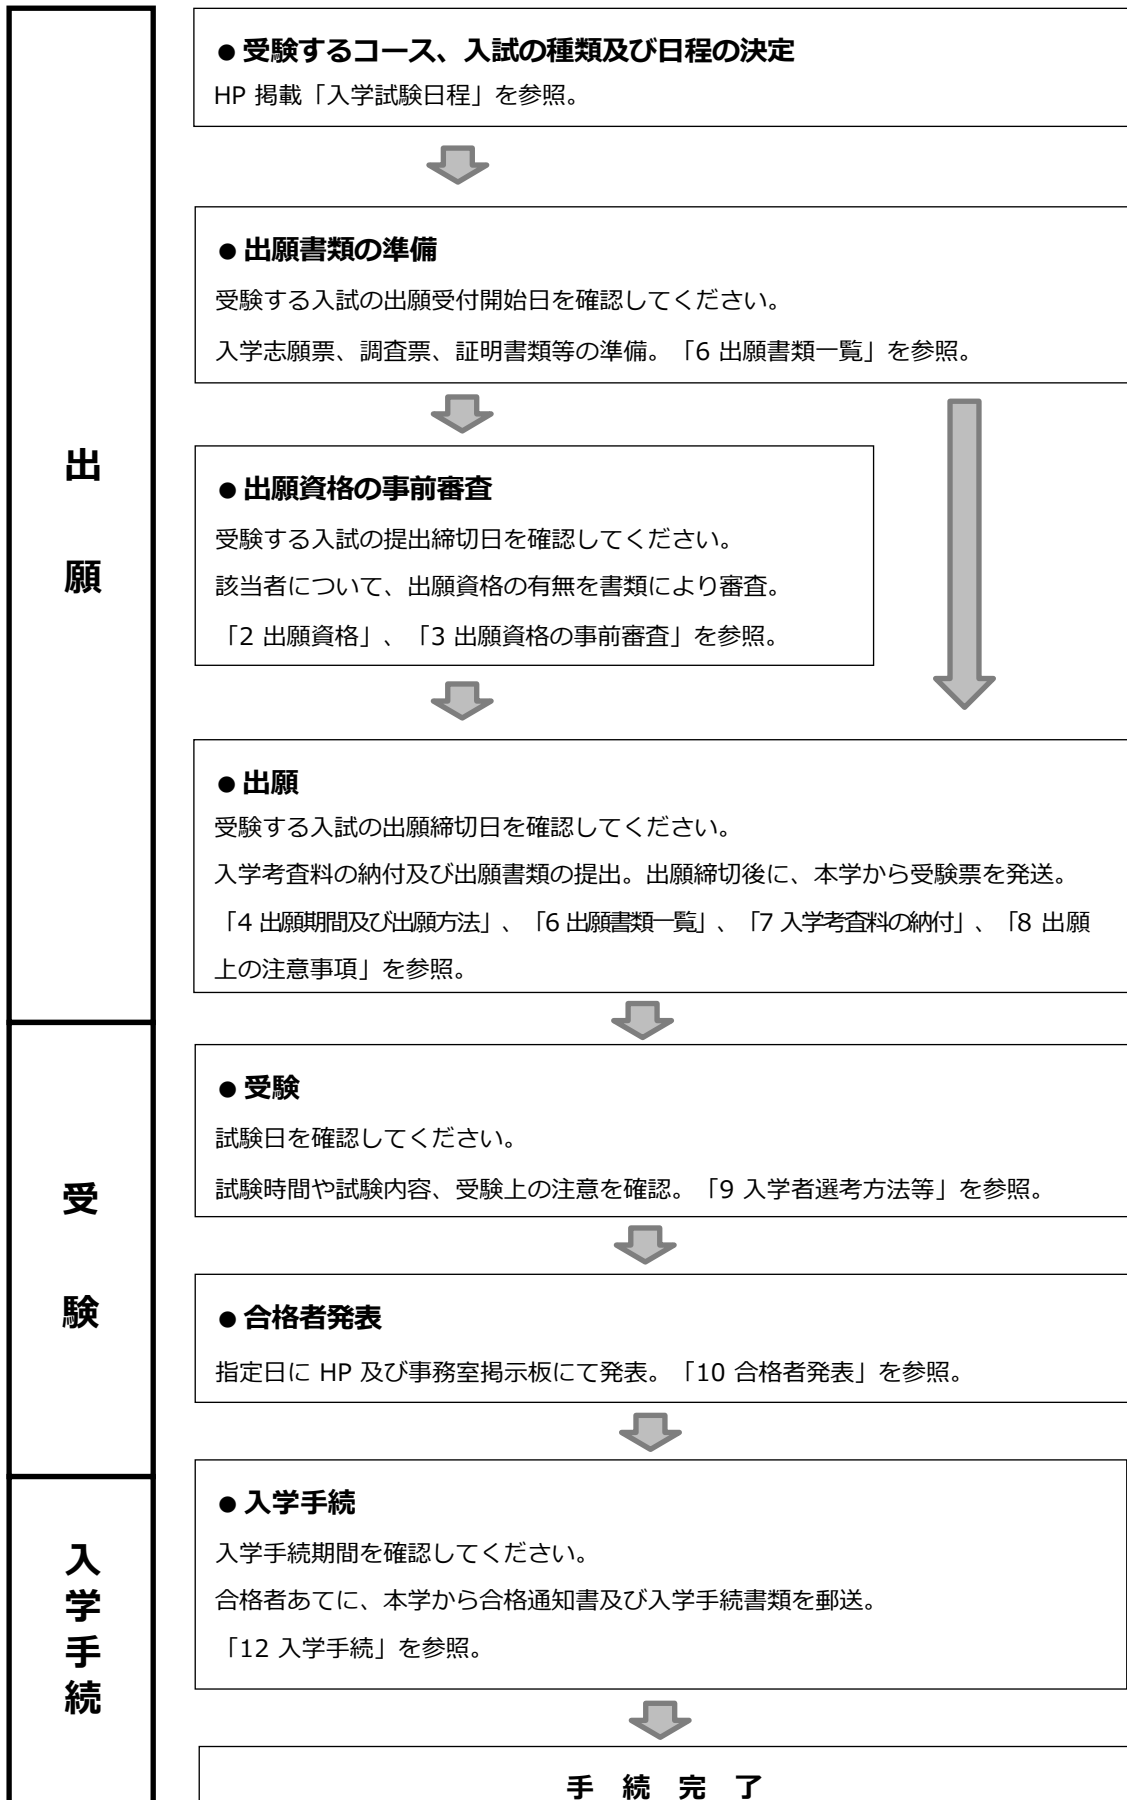 出願
● 受験するコース、入試の種類及び日程の決定
HP 掲載「入学試験日程」を参照。
● 出願書類の準備
受験する入試の出願受付開始日を確認してください。
入学志願票、調査票、証明書類等の準備。「6 出願書類一覧」を参照。
● 出願資格の事前審査
受験する入試の提出締切日を確認してください。
該当者について、出願資格の有無を書類により審査。
「2 出願資格」、「3 出願資格の事前審査」を参照。
● 出願
受験する入試の出願締切日を確認してください。
入学考査料の納付及び出願書類の提出。出願締切後に、本学から受験票を発送。
「4 出願期間及び出願方法」、「6 出願書類一覧」、「7 入学考査料の納付」、「8 出願
上の注意事項」を参照。
受験
● 受験
試験日を確認してください。
試験時間や試験内容、受験上の注意を確認。「9 入学者選考方法等」を参照。
● 合格者発表
指定日に HP 及び事務室掲示板にて発表。「10 合格者発表」を参照。
入学手続
● 入学手続
入学手続期間を確認してください。
合格者あてに、本学から合格通知書及び入学手続書類を郵送。
「12 入学手続」を参照。
手 続 完 了